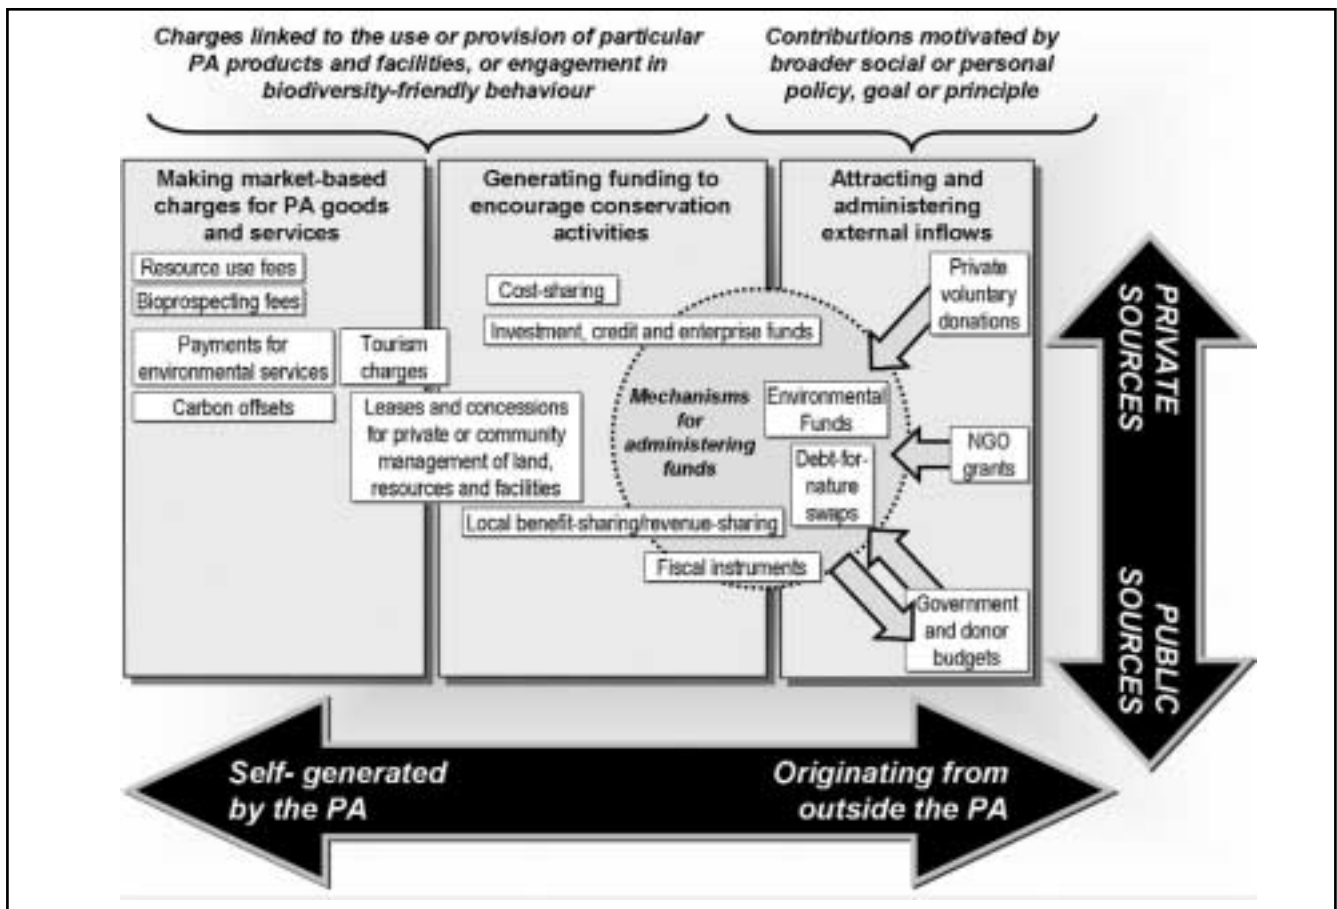 Charges linked to the use or provision of particular
PA products and facilities, or engagement in
biodiversity-friendly behaviour
Contributions motivated by
broader social or personal
policy, goal or principle
Making market-based
charges for PA goods
and services
Resource use fees
Bioprospecting fees
Payments for
environmental services
Carbon offsets
Tourism
charges
Leases and concessions
for private or community
management of land,
resources and facilities
Generating funding to
encourage conservation
activities
Cost-sharing
Investment, credit and enterprise funds
Mechanisms
for
administering
funds
Local benefit-sharing/revenue-sharing
Fiscal instruments
Attracting and
administering
external inflows
Private
voluntary
donations
Environmental
Funds
NGO
grants
Debt-for-
nature
swaps
Government
and donor
budgets
PRIVATE
SOURCES
PUBLIC
SOURCES
Self- generated
by the PA
Originating from
outside the PA